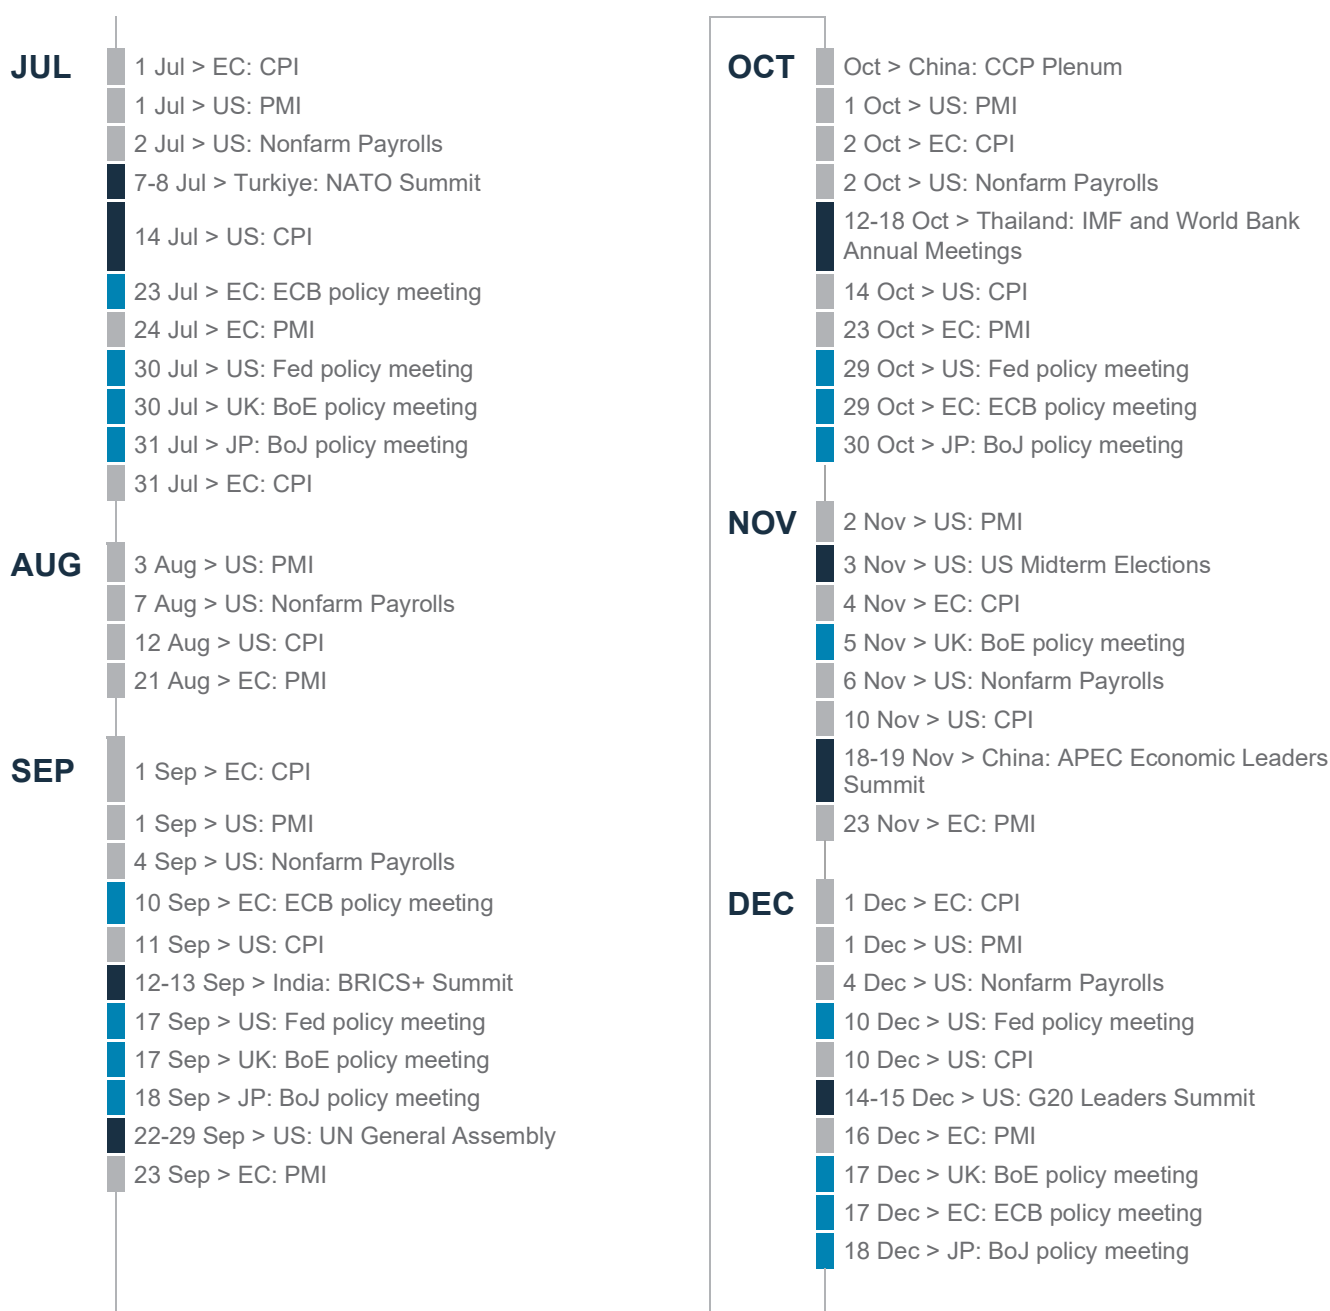 JUL
1 Jul > EC: CPI
1 Jul > US: PMI
2 Jul > US: Nonfarm Payrolls
7-8 Jul > Turkiye: NATO Summit
14 Jul > US: CPI
23 Jul > EC: ECB policy meeting
24 Jul > EC: PMI
30 Jul > US: Fed policy meeting
30 Jul > UK: BoE policy meeting
31 Jul > JP: BoJ policy meeting
31 Jul > EC: CPI
AUG
3 Aug > US: PMI
7 Aug > US: Nonfarm Payrolls
12 Aug > US: CPI
21 Aug > EC: PMI
SEP
1 Sep > EC: CPI
1 Sep > US: PMI
4 Sep > US: Nonfarm Payrolls
10 Sep > EC: ECB policy meeting
11 Sep > US: CPI
12-13 Sep > India: BRICS+ Summit
17 Sep > US: Fed policy meeting
17 Sep > UK: BoE policy meeting
18 Sep > JP: BoJ policy meeting
22-29 Sep > US: UN General Assembly
23 Sep > EC: PMI
OCT
Oct > China: CCP Plenum
1 Oct > US: PMI
2 Oct > EC: CPI
2 Oct > US: Nonfarm Payrolls
12-18 Oct > Thailand: IMF and World Bank
Annual Meetings
14 Oct > US: CPI
23 Oct > EC: PMI
29 Oct > US: Fed policy meeting
29 Oct > EC: ECB policy meeting
30 Oct > JP: BoJ policy meeting
NOV
2 Nov > US: PMI
3 Nov > US: US Midterm Elections
4 Nov > EC: CPI
5 Nov > UK: BoE policy meeting
6 Nov > US: Nonfarm Payrolls
10 Nov > US: CPI
18-19 Nov > China: APEC Economic Leaders
Summit
23 Nov > EC: PMI
DEC
1 Dec > EC: CPI
1 Dec > US: PMI
4 Dec > US: Nonfarm Payrolls
10 Dec > US: Fed policy meeting
10 Dec > US: CPI
14-15 Dec > US: G20 Leaders Summit
16 Dec > EC: PMI
17 Dec > UK: BoE policy meeting
17 Dec > EC: ECB policy meeting
18 Dec > JP: BoJ policy meeting